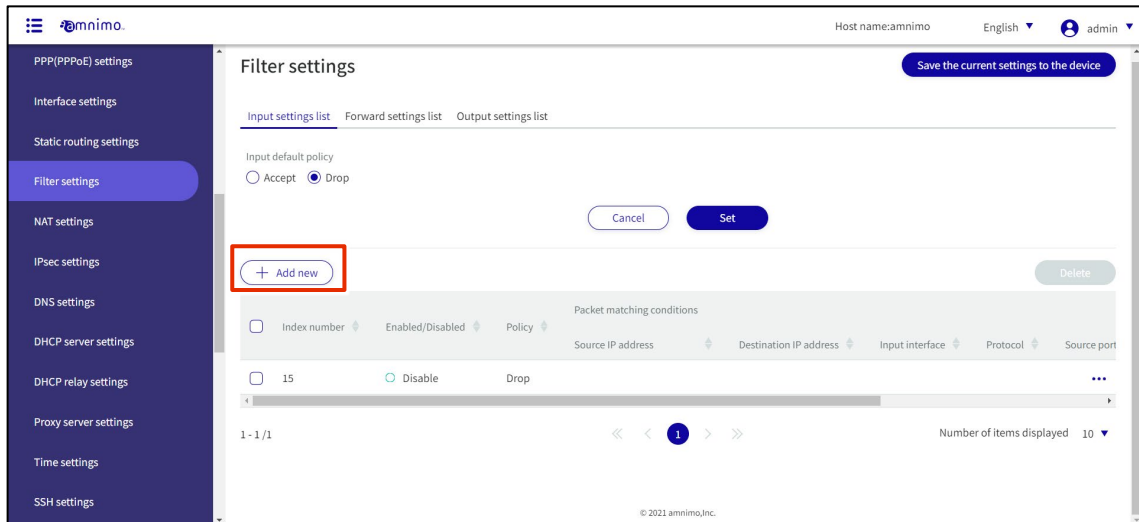 amnimo.
Host name:amnimo
English
admin
PPP(PPPoE) settings
Interface settings
Static routing settings
Filter settings
NAT settings
IPsec settings
DNS settings
DHCP server settings
DHCP relay settings
Proxy server settings
Time settings
SSH settings
Filter settings
Save the current settings to the device
Input settings list Forward settings list Output settings list
Input default policy
Accept Drop
Cancel Set
+ Add new
Delete
Packet matching conditions
Index number Enabled/Disabled Policy
Source IP address Destination IP address Input interface Protocol Source port
15 Disable Drop
1 - 1 /1
1
Number of items displayed 10
© 2021 amnimo,Inc.